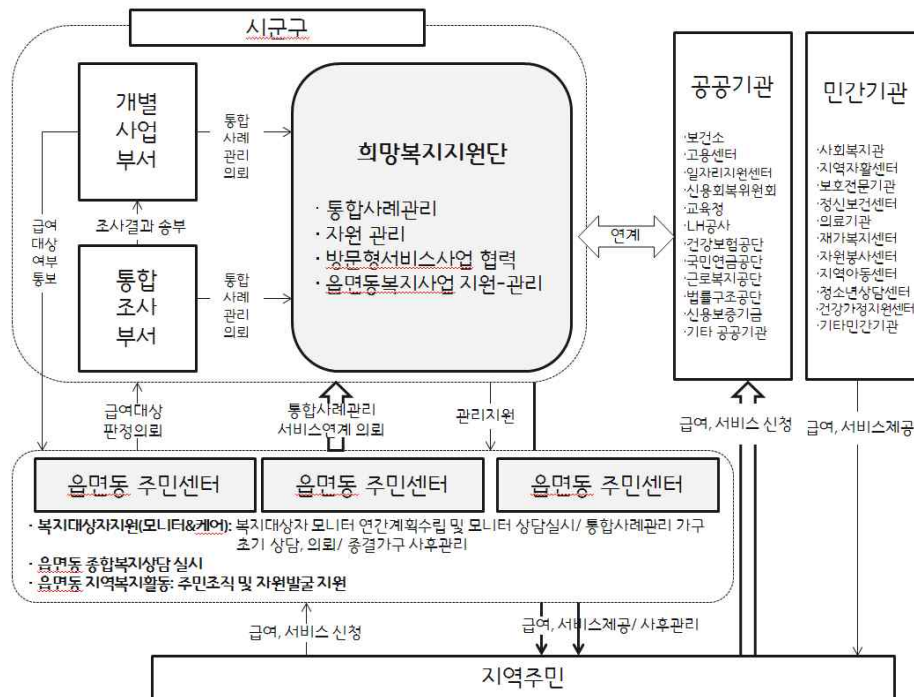 시군구
개별
사업
부서
통합
사례
관리
의뢰
희망복지지원단
· 통합사례관리
· 자원 관리
· 방문형서비스사업 협력
· 읍면동복지사업 지원-관리
급여
대상
여부
통보
조사결과 송부
통합
조사
부서
통합
사례
관리
의뢰
연계
공공기관
·보건소
·고용센터
·일자리지원센터
·신용회복위원회
·교육청
·LH공사
·건강보험공단
·국민연금공단
·근로복지공단
·법률구조공단
·신용보증기금
·기타 공공기관
민간기관
·사회복지관
·지역자활센터
·보호전문기관
·정신보건센터
·의료기관
·재가복지센터
·자원봉사센터
·지역아동센터
·청소년상담센터
·건강가정지원센터
·기타민간기관
급여대상
판정의뢰
통합사례관리
서비스연계 의뢰
관리지원
급여, 서비스 신청
급여, 서비스제공
읍면동 주민센터
읍면동 주민센터
읍면동 주민센터
· 복지대상자지원(모니터&케어): 복지대상자 모니터 연간계획수립 및 모니터 상담실시/ 통합사례관리 가구
초기 상담, 의뢰/ 종결가구 사후관리
· 읍면동 종합복지상담 실시
· 읍면동 지역복지활동: 주민조직 및 자원발굴 지원
급여, 서비스 신청
급여, 서비스제공/ 사후관리
지역주민